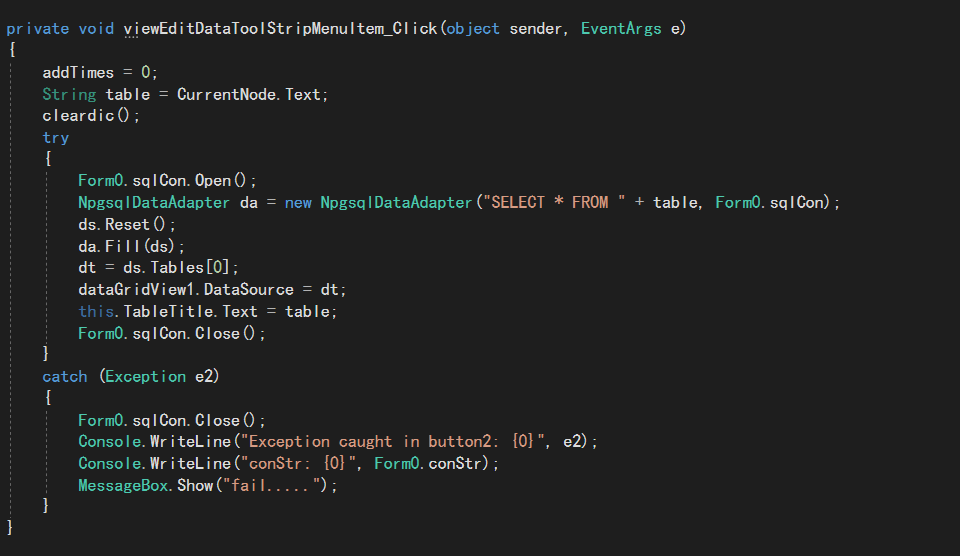 private void viewEditDataToolStripMenuItem_Click(object sender, EventArgs e)
{
    addTimes = 0;
    String table = CurrentNode.Text;
    cleardic();
    try
    {
        Form0.sqlCon.Open();
        NpgsqlDataAdapter da = new NpgsqlDataAdapter("SELECT * FROM " + table, Form0.sqlCon);
        ds.Reset();
        da.Fill(ds);
        dt = ds.Tables[0];
        dataGridView1.DataSource = dt;
        this.TableTitle.Text = table;
        Form0.sqlCon.Close();
    }
    catch (Exception e2)
    {
        Form0.sqlCon.Close();
        Console.WriteLine("Exception caught in button2: {0}", e2);
        Console.WriteLine("conStr: {0}", Form0.conStr);
        MessageBox.Show("fail.....");
    }
}